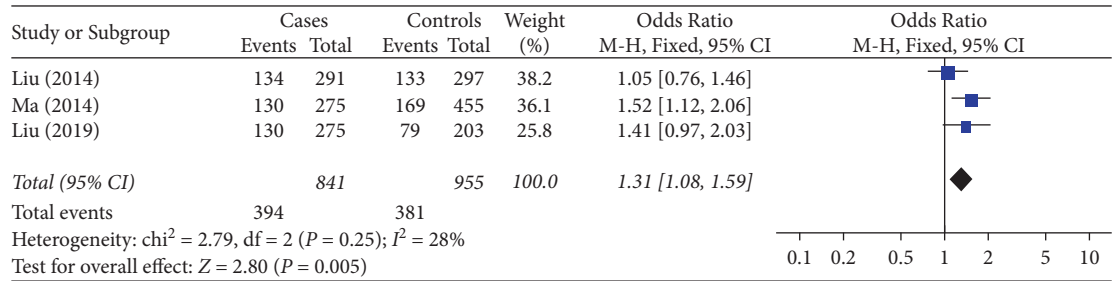 Study or Subgroup Cases Controls Weight Odds Ratio Odds Ratio
Events Total Events Total (%) M-H, Fixed, 95% CI M-H, Fixed, 95% CI
Liu (2014) 134 291 133 297 38.2 1.05 [0.76, 1.46]
Ma (2014) 130 275 169 455 36.1 1.52 [1.12, 2.06]
Liu (2019) 130 275 79 203 25.8 1.41 [0.97, 2.03]
Total (95% CI) 841 955 100.0 1.31 [1.08, 1.59]
Total events 394 381
Heterogeneity: chi² = 2.79, df = 2 (P = 0.25); I² = 28%
Test for overall effect: Z = 2.80 (P = 0.005)
0.1 0.2 0.5 1 2 5 10